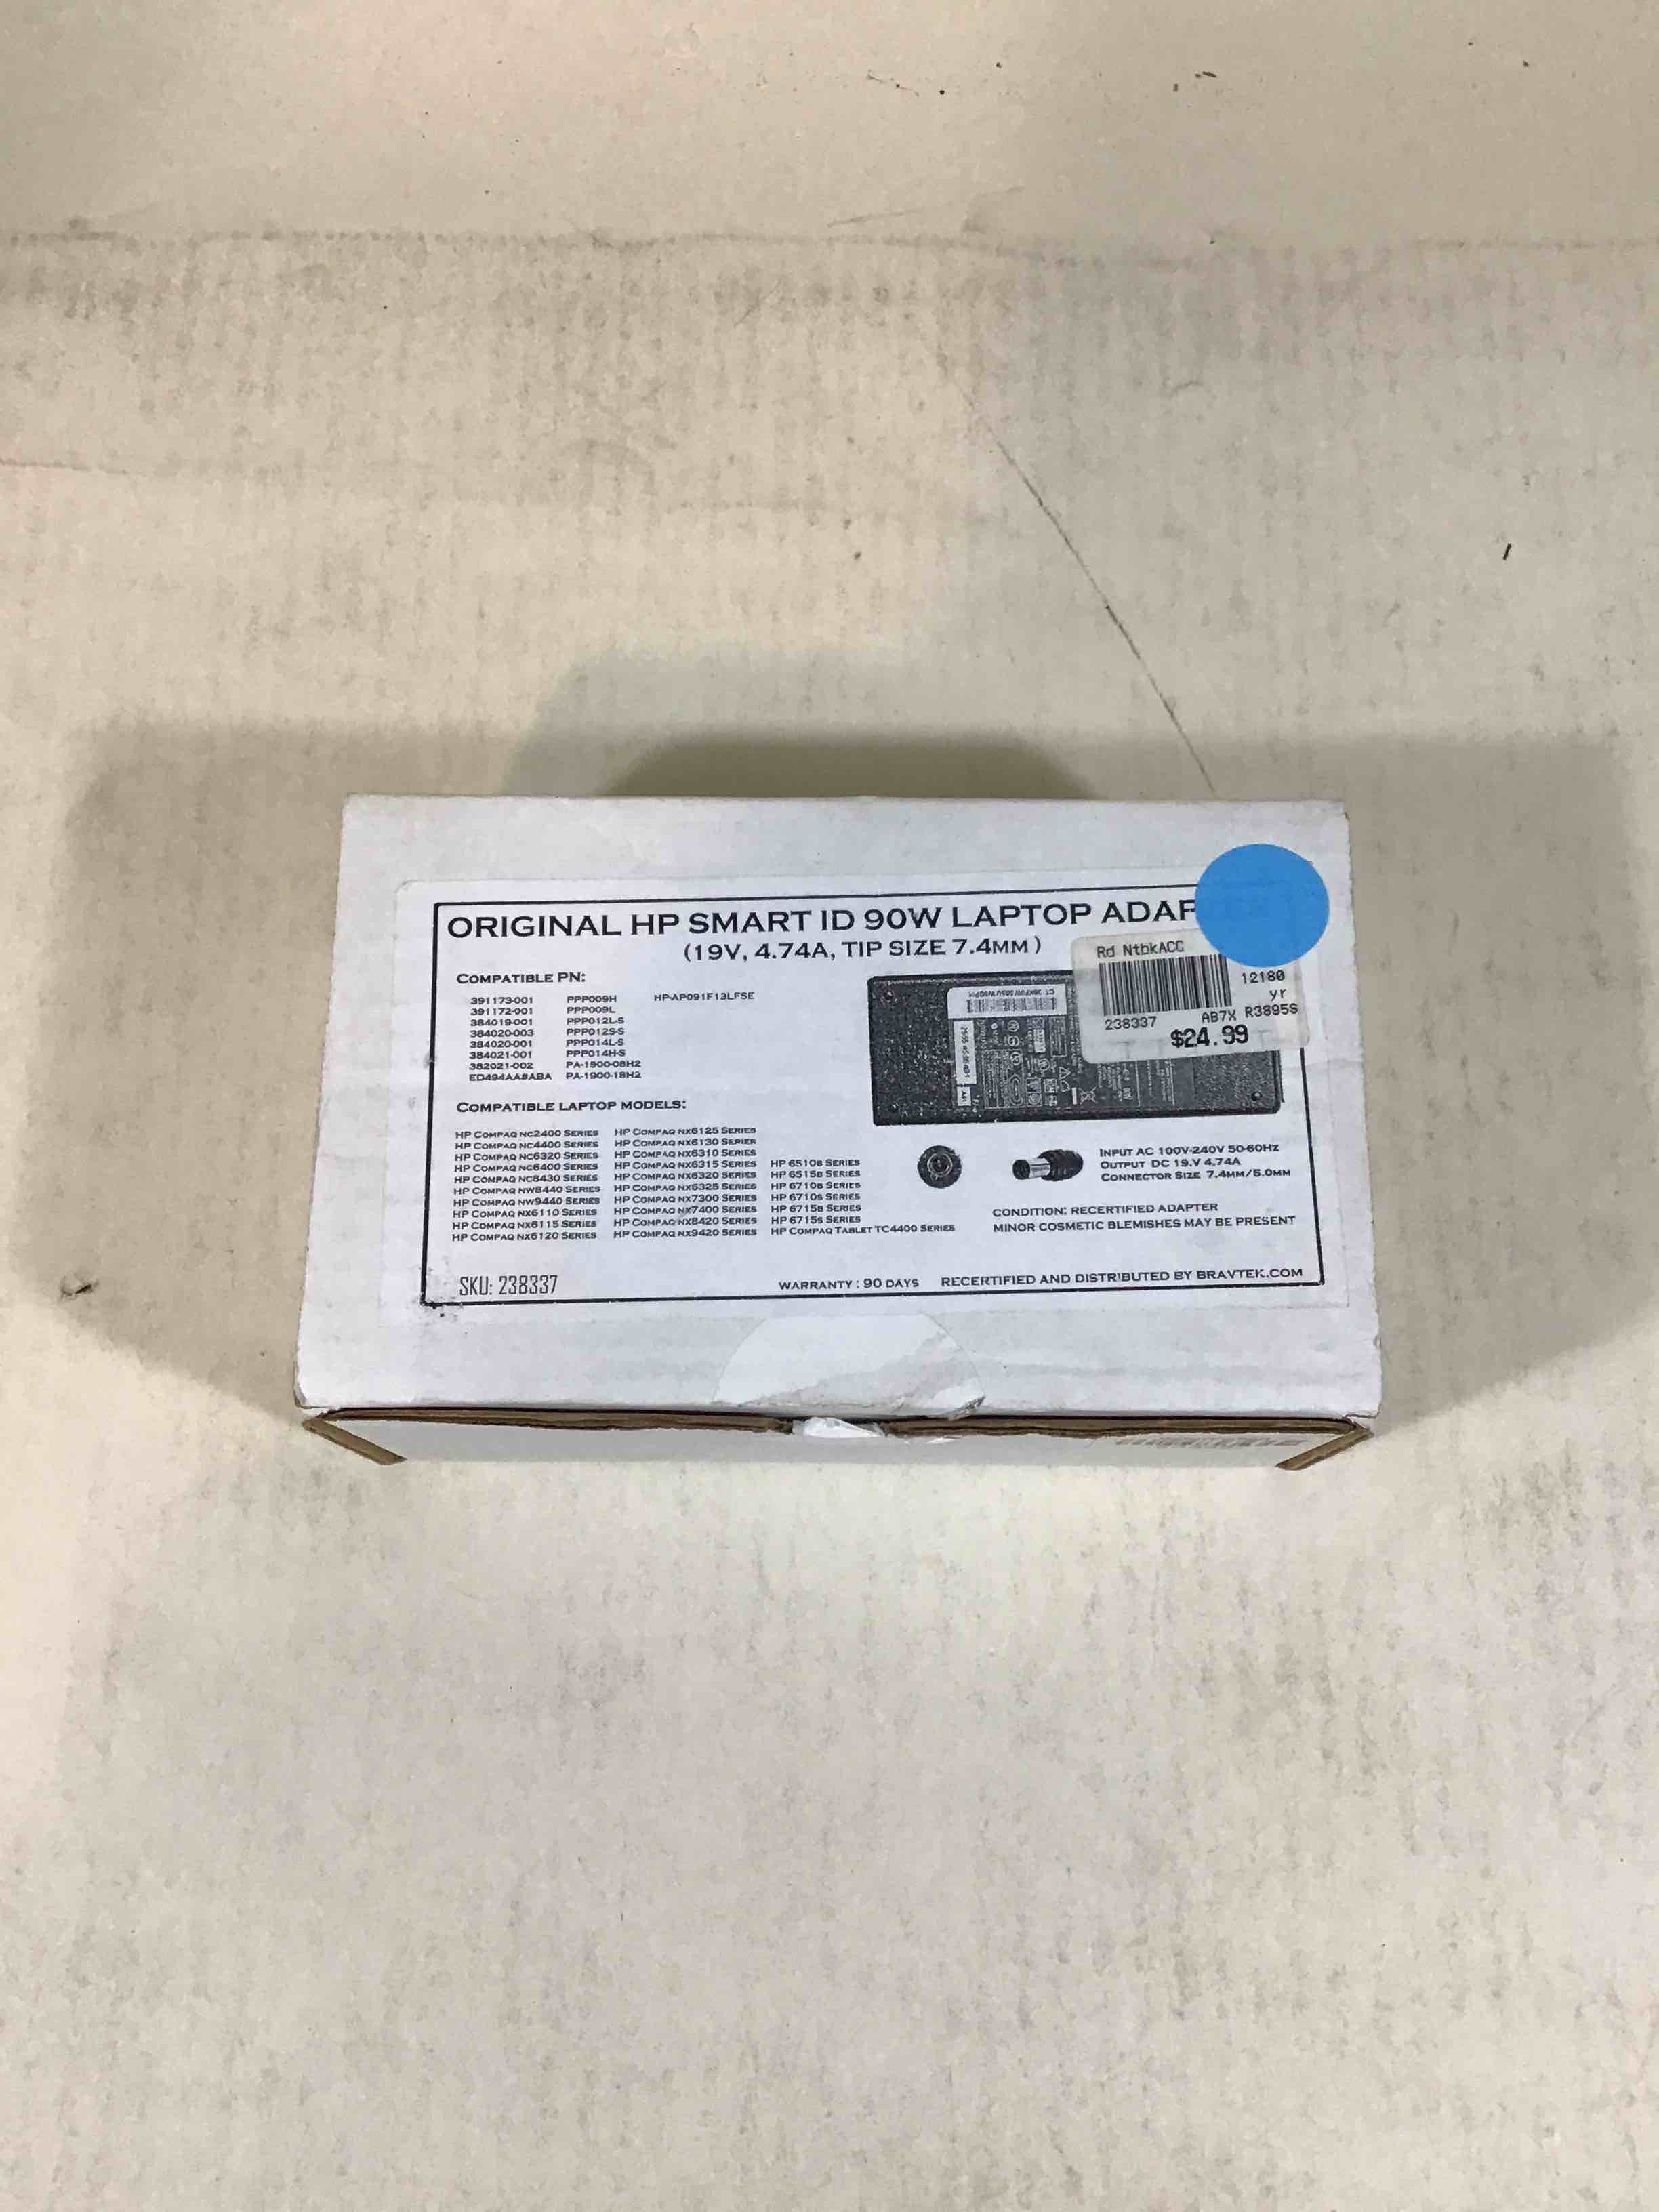 ORIGINAL HP SMART ID 90W LAPTOP ADAP
(19V, 4.74A, TIP SIZE 7.4MM)
Rd NtbkACC
12180
yr
238337 AB7X R3895S
$24.99
COMPATIBLE PN:
391173-001 PPP009H HP-AP091F13LFSE
391172-001 PPP009L
384019-001 PPP012L-S
384020-003 PPP012S-S
384020-001 PPP014L-S
384021-001 PPP014H-S
382021-002 PA-1900-08H2
ED494AA#ABA PA-1900-18H2
COMPATIBLE LAPTOP MODELS:
HP COMPAQ NC2400 SERIES HP COMPAQ NX6125 SERIES
HP COMPAQ NC4400 SERIES HP COMPAQ NX6130 SERIES
HP COMPAQ NC6320 SERIES HP COMPAQ NX6310 SERIES
HP COMPAQ NC6400 SERIES HP COMPAQ NX6315 SERIES HP 6510B SERIES
HP COMPAQ NC8430 SERIES HP COMPAQ NX6320 SERIES HP 6515B SERIES
HP COMPAQ NW8440 SERIES HP COMPAQ NX6325 SERIES HP 6710B SERIES
HP COMPAQ NW9440 SERIES HP COMPAQ NX7300 SERIES HP 6710S SERIES
HP COMPAQ NX6110 SERIES HP COMPAQ NX7400 SERIES HP 6715B SERIES
HP COMPAQ NX6115 SERIES HP COMPAQ NX8420 SERIES HP 6715S SERIES
HP COMPAQ NX6120 SERIES HP COMPAQ NX9420 SERIES HP COMPAQ TABLET TC4400 SERIES
INPUT AC 100V-240V 50-60HZ
OUTPUT DC 19.V 4.74A
CONNECTOR SIZE 7.4MM/5.0MM
CONDITION: RECERTIFIED ADAPTER
MINOR COSMETIC BLEMISHES MAY BE PRESENT
SKU: 238337 WARRANTY: 90 DAYS RECERTIFIED AND DISTRIBUTED BY BRAVTEK.COM